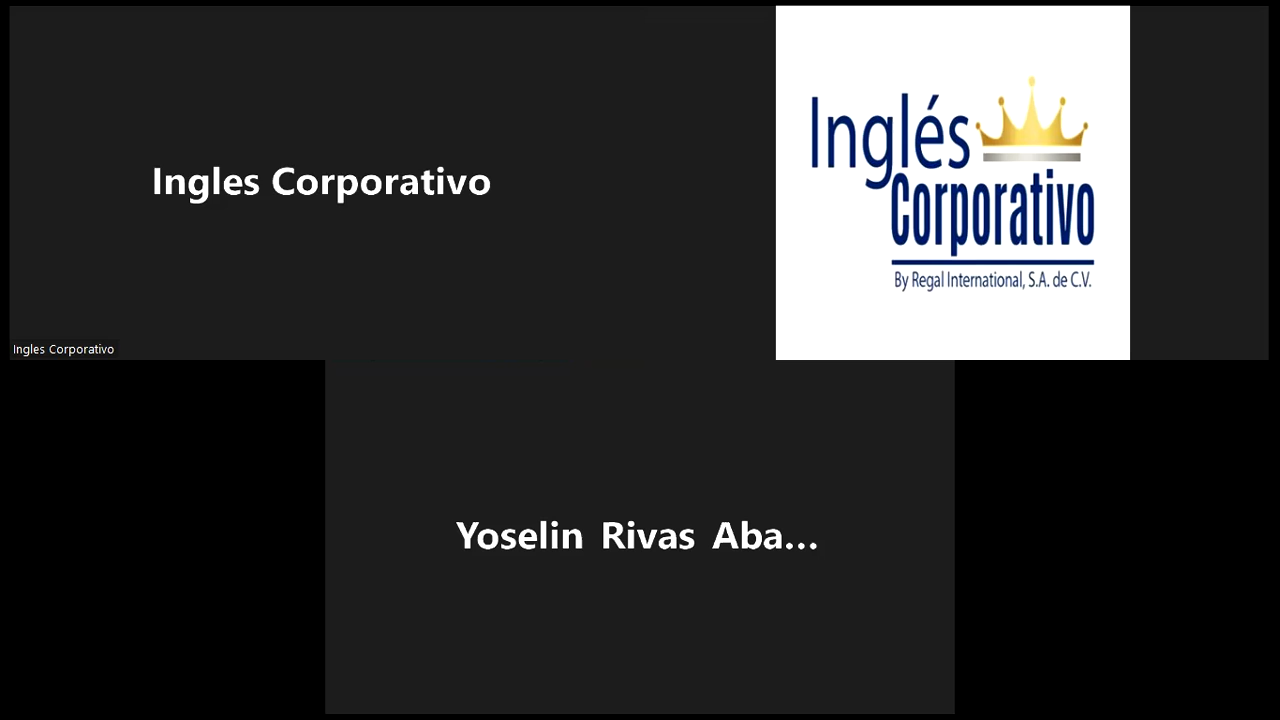 Ingles Corporativo
Inglés
Corporativo
By Regal International, S.A. de C.V.
Ingles Corporativo
Yoselin Rivas Aba...